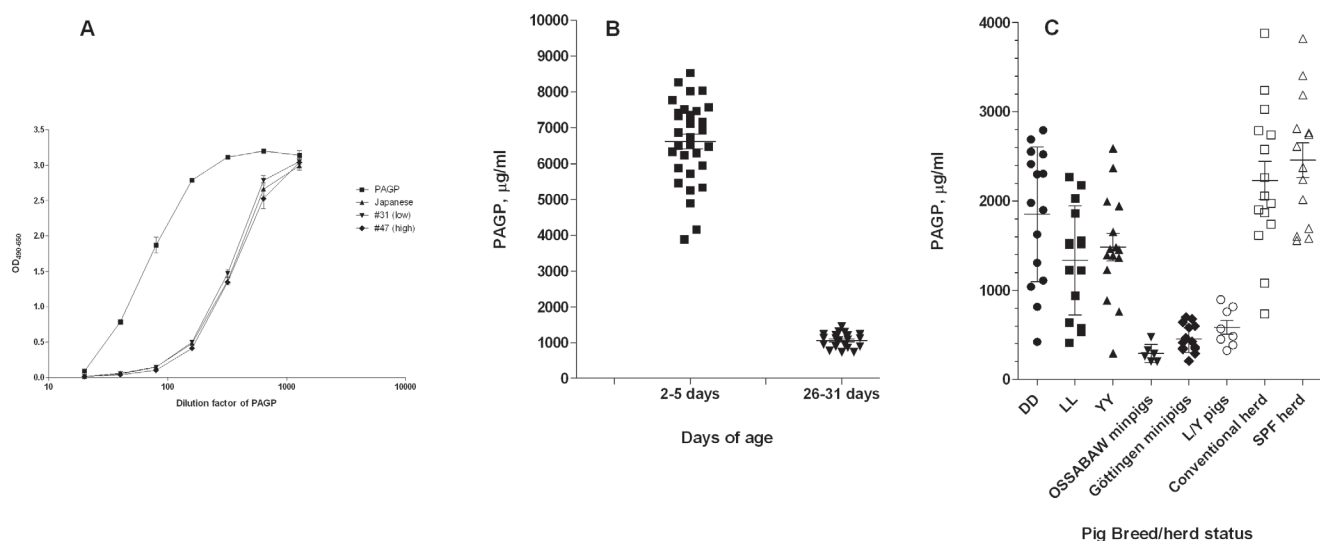 A
3.5
3.0
2.5
2.0
1.5
1.0
0.5
0.0
OD490-650
10
100
1000
10000
Dilution factor of PAGP
PAGP
Japanese
#31 (low)
#47 (high)
B
10000
9000
8000
7000
6000
5000
4000
3000
2000
1000
0
PAGP, µg/ml
2-5 days
26-31 days
Days of age
C
4000
3000
2000
1000
0
PAGP, µg/ml
DD
LL
YY
OSSABAW minpigs
Göttingen minipigs
L/Y pigs
Conventional herd
SPF herd
Pig Breed/herd status